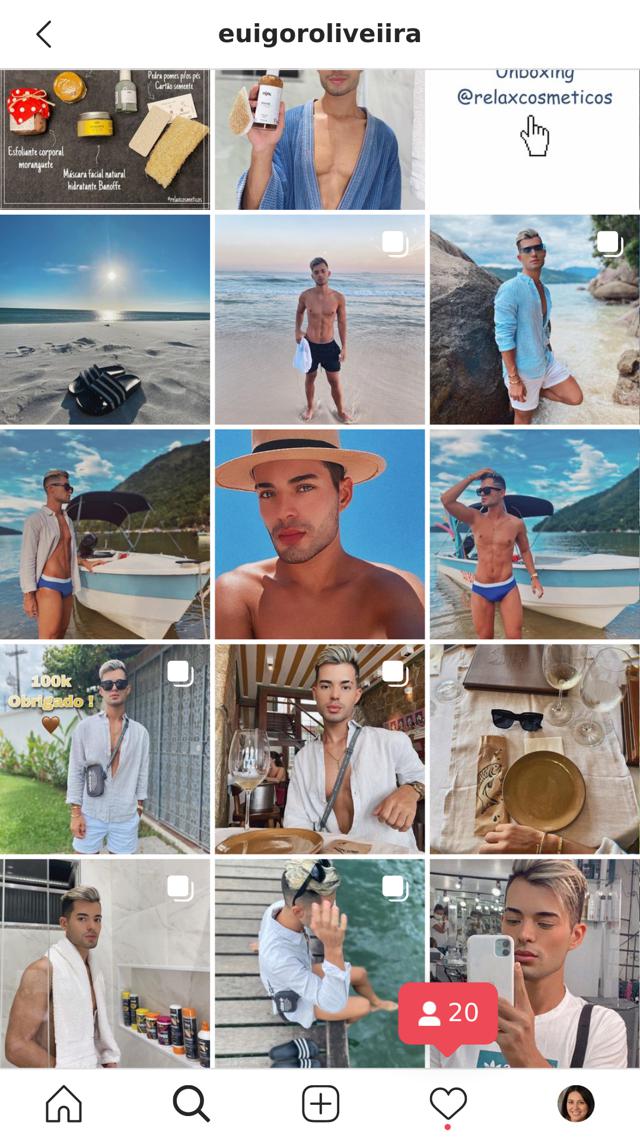 euigoroliveiira
Pedra pomes p/os pés
Cartão semente
Esfoliante corporal
moranguete
Máscara facial natural
hidratante Banoffe
#relaxcosmeticos
Unboxing
@relaxcosmeticos
100k
Obrigado !
20